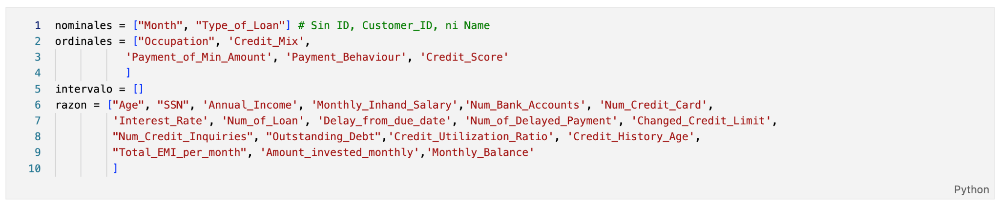 1 nominales = ["Month", "Type_of_Loan"] # Sin ID, Customer_ID, ni Name
2 ordinales = ["Occupation", 'Credit_Mix',
3 'Payment_of_Min_Amount', 'Payment_Behaviour', 'Credit_Score'
4 ]
5 intervalo = []
6 razon = ["Age", "SSN", 'Annual_Income', 'Monthly_Inhand_Salary','Num_Bank_Accounts', 'Num_Credit_Card',
7 'Interest_Rate', 'Num_of_Loan', 'Delay_from_due_date', 'Num_of_Delayed_Payment', 'Changed_Credit_Limit',
8 "Num_Credit_Inquiries", "Outstanding_Debt",'Credit_Utilization_Ratio', 'Credit_History_Age',
9 "Total_EMI_per_month", 'Amount_invested_monthly','Monthly_Balance'
10 ]
Python